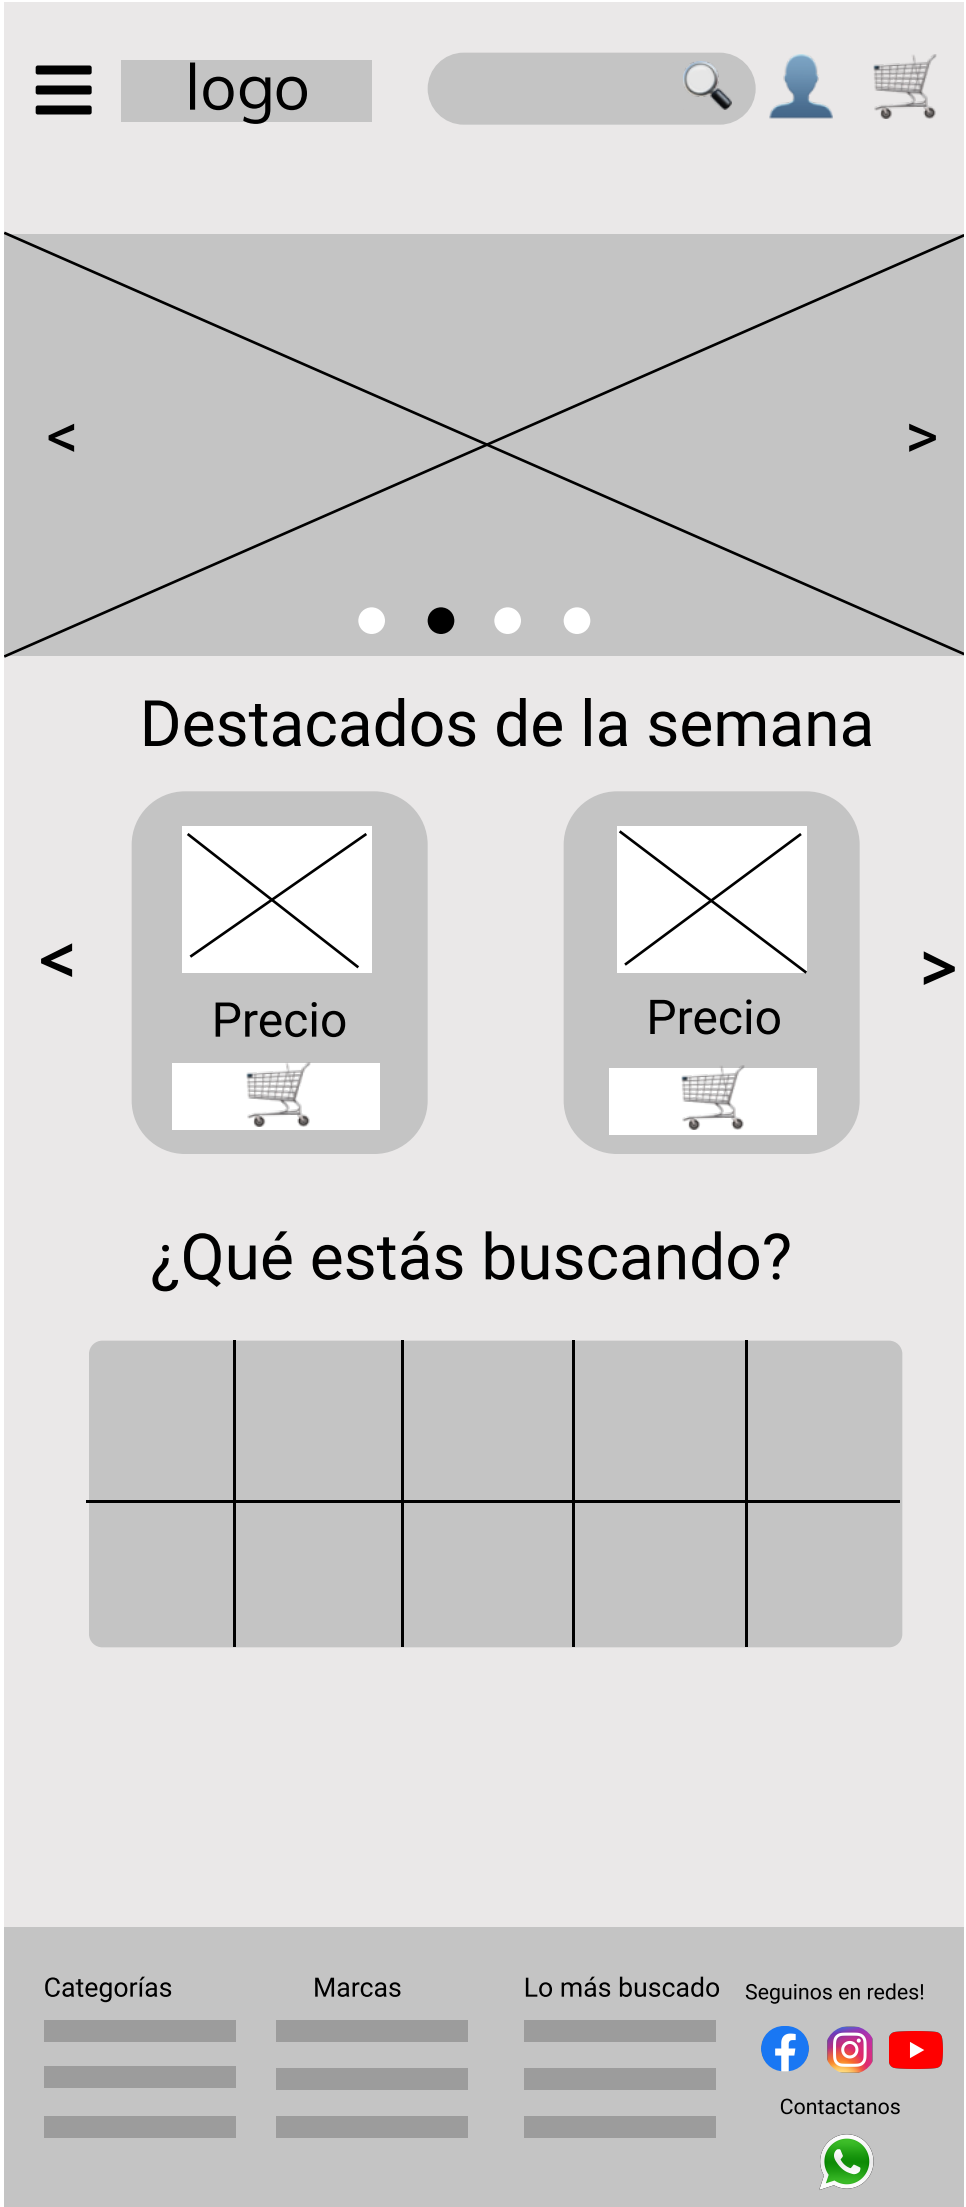 logo
<
>
Destacados de la semana
<
>
Precio
Precio
¿Qué estás buscando?
Categorías
Marcas
Lo más buscado
Seguinos en redes!
Contactanos